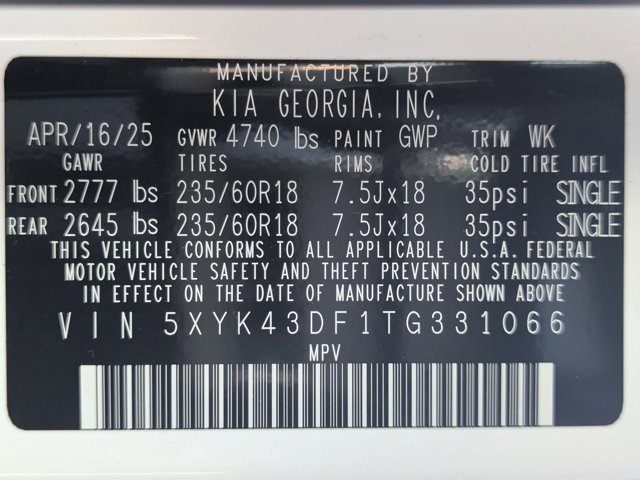 MANUFACTURED BY
KIA GEORGIA, INC.
APR/16/25 GVWR 4740 lbs PAINT GWP TRIM WK
GAWR TIRES RIMS COLD TIRE INFL
FRONT 2777 lbs 235/60R18 7.5Jx18 35psi SINGLE
REAR 2645 lbs 235/60R18 7.5Jx18 35psi SINGLE
THIS VEHICLE CONFORMS TO ALL APPLICABLE U.S.A. FEDERAL
MOTOR VEHICLE SAFETY AND THEFT PREVENTION STANDARDS
IN EFFECT ON THE DATE OF MANUFACTURE SHOWN ABOVE
VIN 5XYK43DF1TG331066
MPV